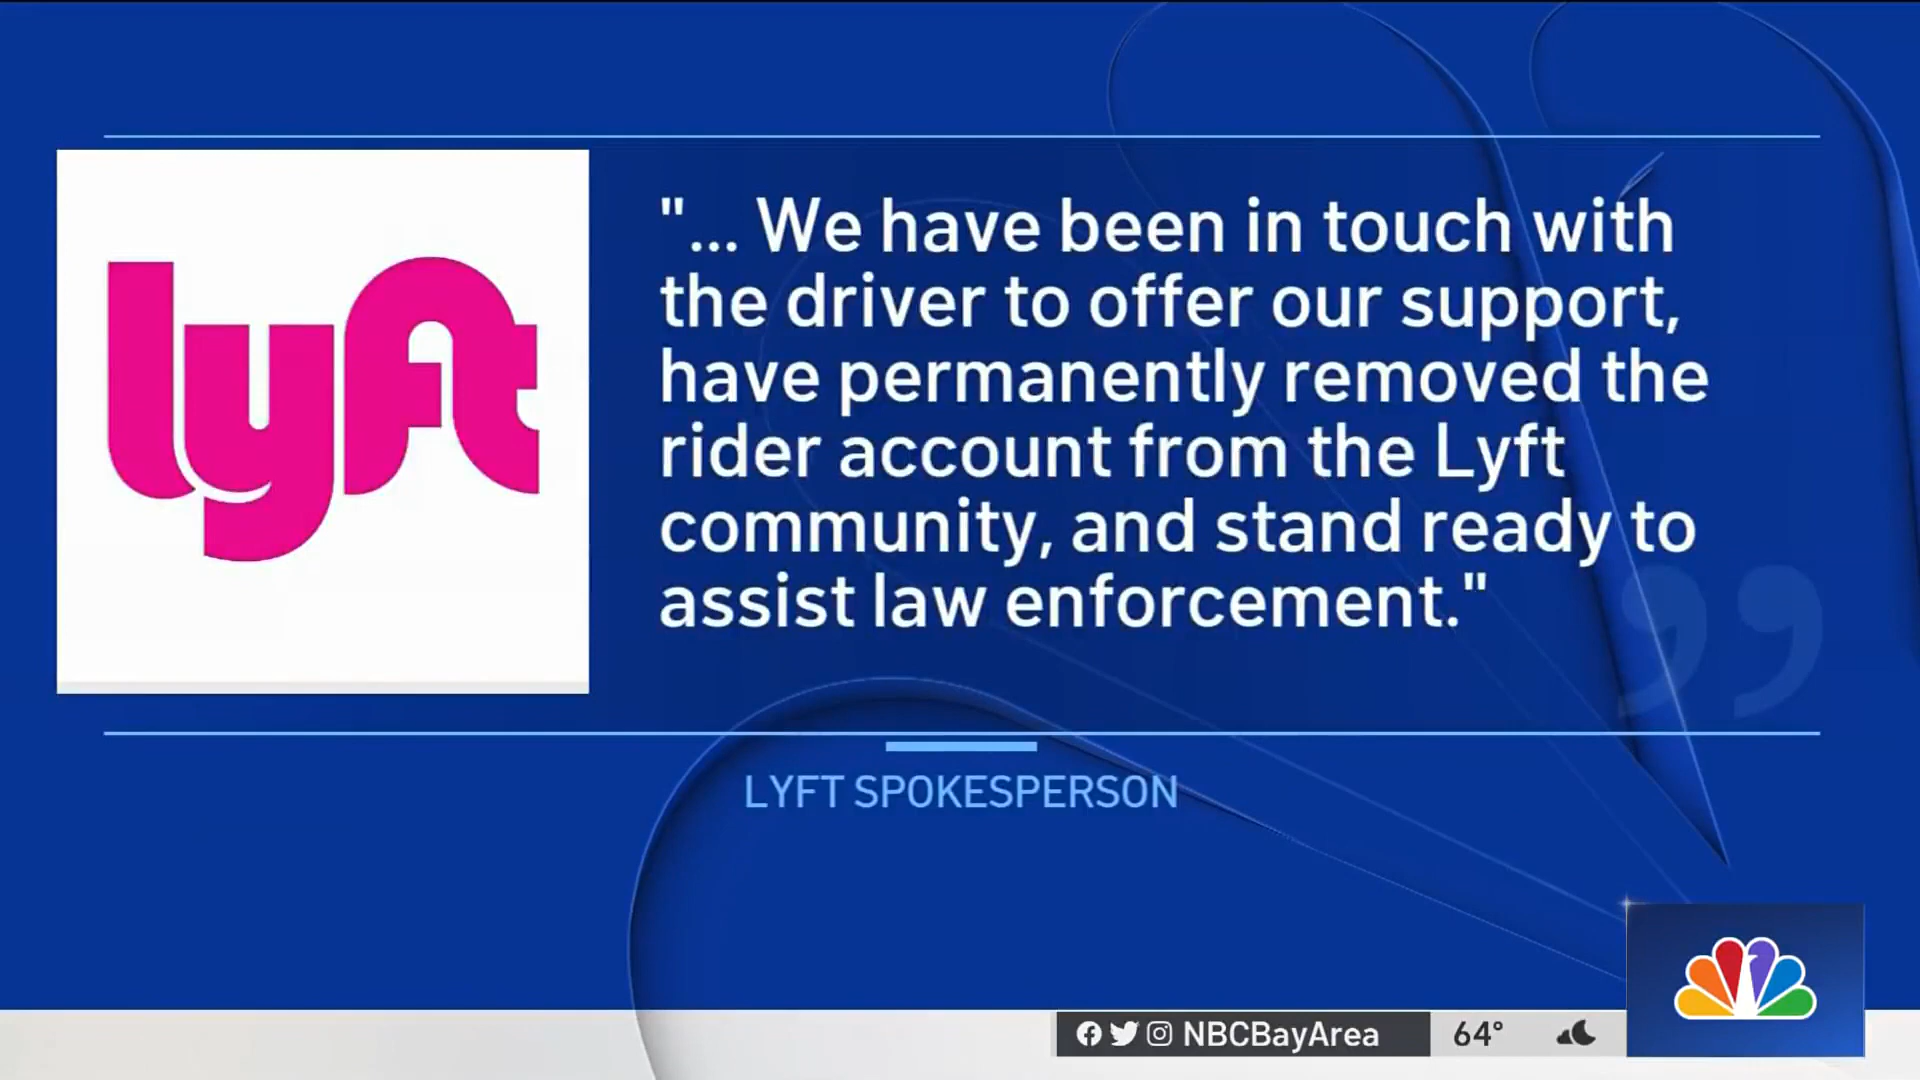 lyft
"... We have been in touch with
the driver to offer our support,
have permanently removed the
rider account from the Lyft
community, and stand ready to
assist law enforcement."
LYFT SPOKESPERSON
NBCBayArea
64°